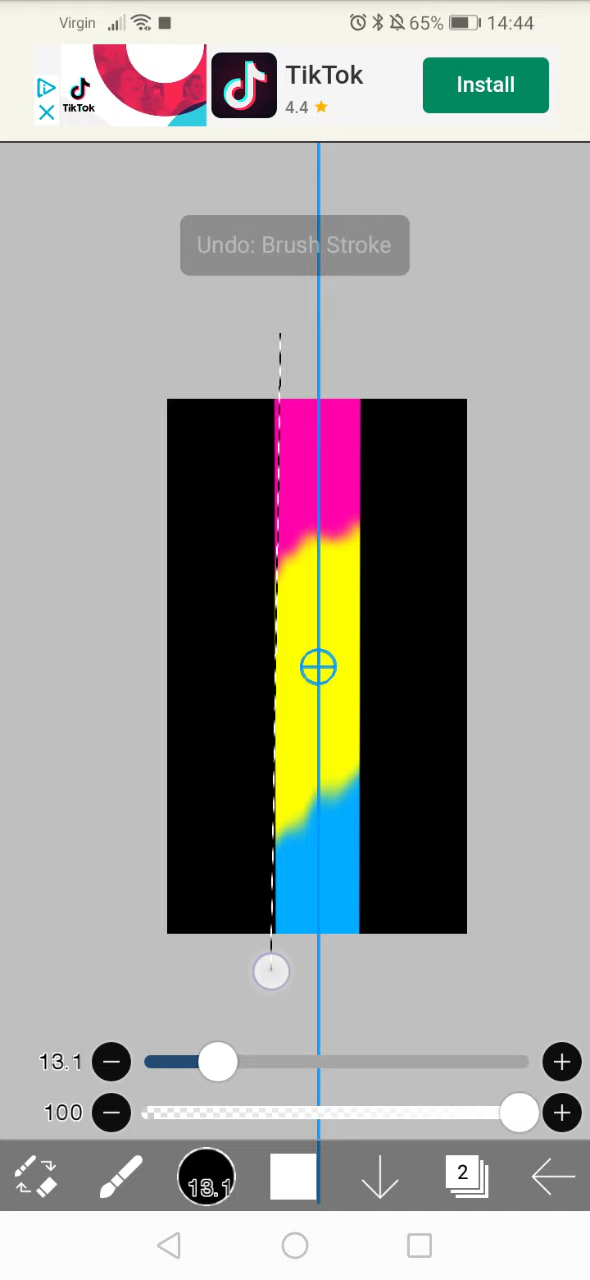 Virgin
65%
14:44
TikTok
TikTok
4.4
Install
Undo: Brush Stroke
13.1
100
13.1
2